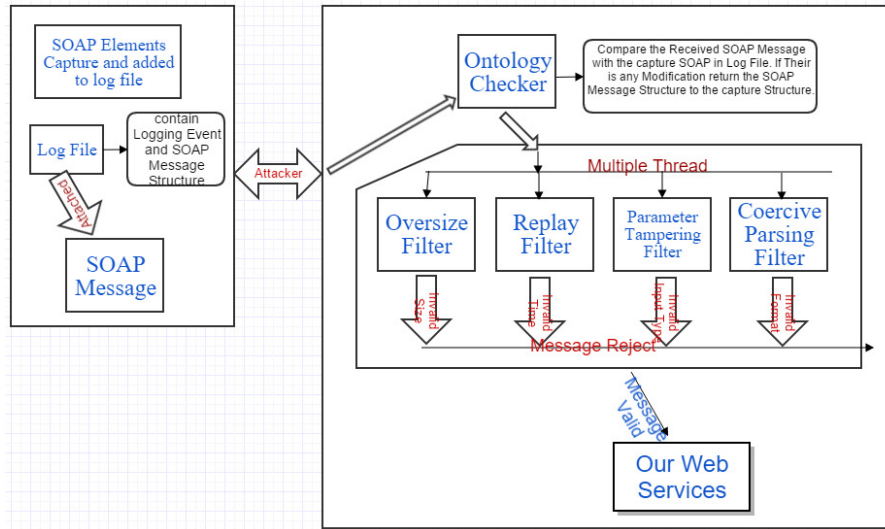 SOAP Elements
Capture and added
to log file
Log File
contain
Logging Event
and SOAP
Message
Structure
Attached
SOAP
Message
Attacker
Ontology
Checker
Compare the Received SOAP Message
with the capture SOAP in Log File. If Their
is any Modification return the SOAP
Message Structure to the capture Structure.
Multiple Thread
Oversize
Filter
Replay
Filter
Parameter
Tampering
Filter
Coercive
Parsing
Filter
Invalid
Size
Invalid
Time
Invalid
Input Type
Invalid
Format
Message Reject
Message
Valid
Our Web
Services